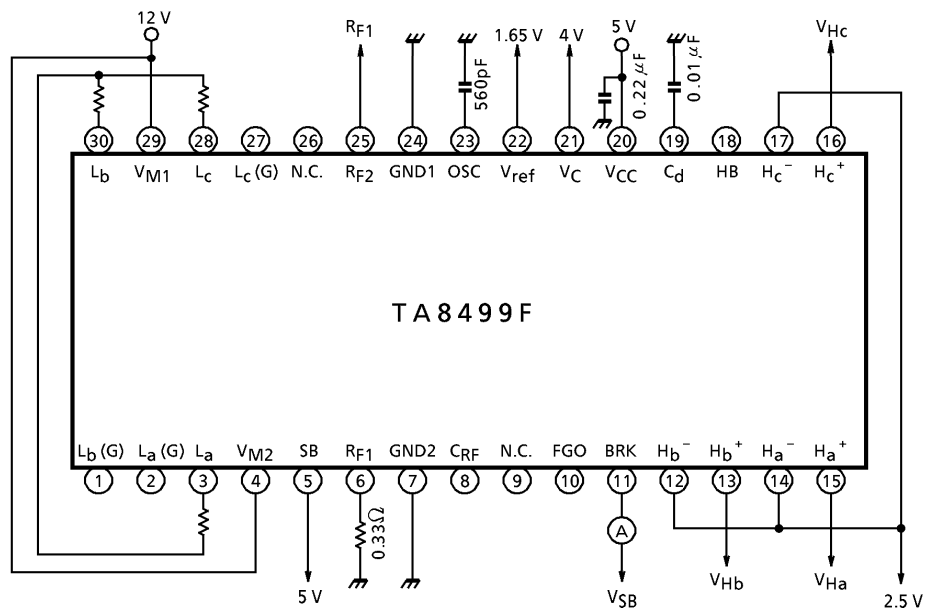 12 V
RF1
560pF
1.65 V
4 V
5 V
0.22 μF
0.01 μF
VHc
30 29 28 27 26 25 24 23 22 21 20 19 18 17 16
Lb VM1 Lc Lc (G) N.C. RF2 GND1 OSC Vref VC VCC Cd HB Hc− Hc+
TA8499F
Lb (G) La (G) La VM2 SB RF1 GND2 CRF N.C. FGO BRK Hb− Hb+ Ha− Ha+
1 2 3 4 5 6 7 8 9 10 11 12 13 14 15
0.33Ω
A
5 V
VSB
VHb
VHa
2.5 V